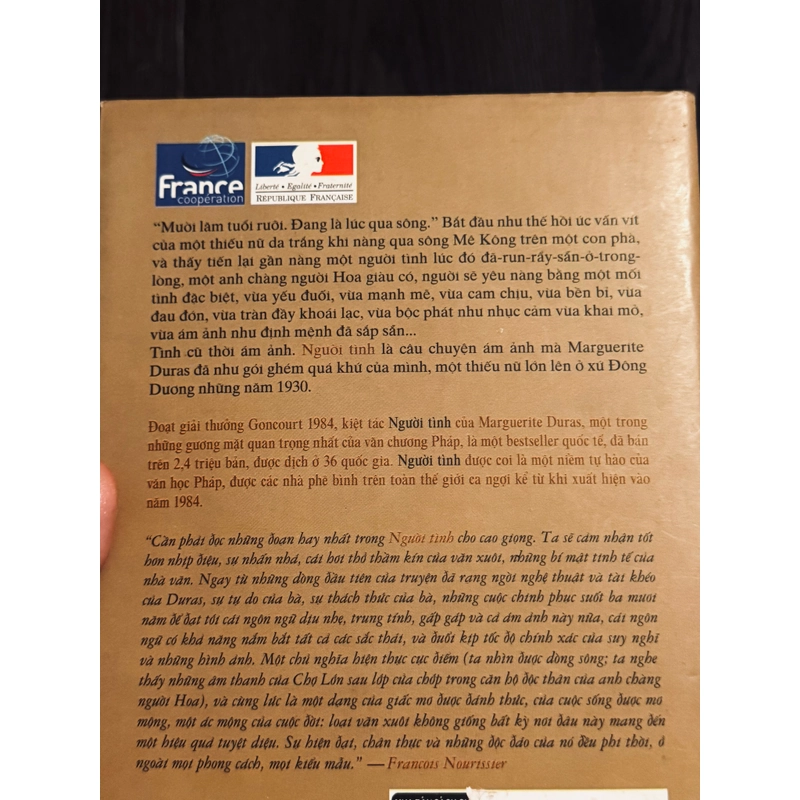 France
coopération
Liberté • Égalité • Fraternité
RÉPUBLIQUE FRANÇAISE
“Mười lăm tuổi rưỡi. Đang là lúc qua sông.” Bắt đầu như thế hồi ức vấn vít
của một thiếu nữ da trắng khi nàng qua sông Mê Kông trên một con phà,
và thấy tiến lại gần nàng một người tình lúc đó đã-run-rẩy-sẵn-ở-trong-
lòng, một anh chàng người Hoa giàu có, người sẽ yêu nàng bằng một mối
tình đặc biệt, vừa yếu đuối, vừa mạnh mẽ, vừa cam chịu, vừa bền bỉ, vừa
đau đớn, vừa tràn đầy khoái lạc, vừa bộc phát như nhục cảm vừa khai mở,
vừa ám ảnh như định mệnh đã sắp sẵn...
Tình cũ thời ám ảnh. Người tình là câu chuyện ám ảnh mà Marguerite
Duras đã như gói ghém quá khứ của mình, một thiếu nữ lớn lên ở xứ Đông
Dương những năm 1930.
Đoạt giải thưởng Goncourt 1984, kiệt tác Người tình của Marguerite Duras, một trong
những gương mặt quan trọng nhất của văn chương Pháp, là một bestseller quốc tế, đã bán
trên 2,4 triệu bản, được dịch ở 36 quốc gia. Người tình được coi là một niềm tự hào của
văn học Pháp, được các nhà phê bình trên toàn thế giới ca ngợi kể từ khi xuất hiện vào
năm 1984.
“Cần phải đọc những đoạn hay nhất trong Người tình cho cao giọng. Ta sẽ cảm nhận tốt
hơn nhịp điệu, sự nhấn nhá, cái hơi thở thầm kín của văn xuôi, những bí mật tinh tế của
nhà văn. Ngay từ những dòng đầu tiên của truyện đã rạng ngời nghệ thuật và tài khéo
của Duras, sự tự do của bà, sự thách thức của bà, những cuộc chinh phục suốt ba mươi
năm để đạt tới cái ngôn ngữ dịu nhẹ, trung tính, gấp gáp và cả ám ảnh này nữa, cái ngôn
ngữ có khả năng nắm bắt tất cả các sắc thái, và đuổi kịp tốc độ chính xác của suy nghĩ
và những hình ảnh. Một chủ nghĩa hiện thực cực điểm (ta nhìn được dòng sông; ta nghe
thấy những âm thanh của Chợ Lớn sau lớp cửa chớp trong căn hộ độc thân của anh chàng
người Hoa), và cùng lúc là một dạng của giấc mơ được đánh thức, của cuộc sống được mơ
mộng, một ác mộng của cuộc đời: loại văn xuôi không giống bất kỳ nơi đâu này mang đến
một hiệu quả tuyệt diệu. Sự hiện đại, chân thực và những độc đáo của nó đều phi thời, ở
ngoài mọi phong cách, mọi kiểu mẫu.” — Francois Nourissier